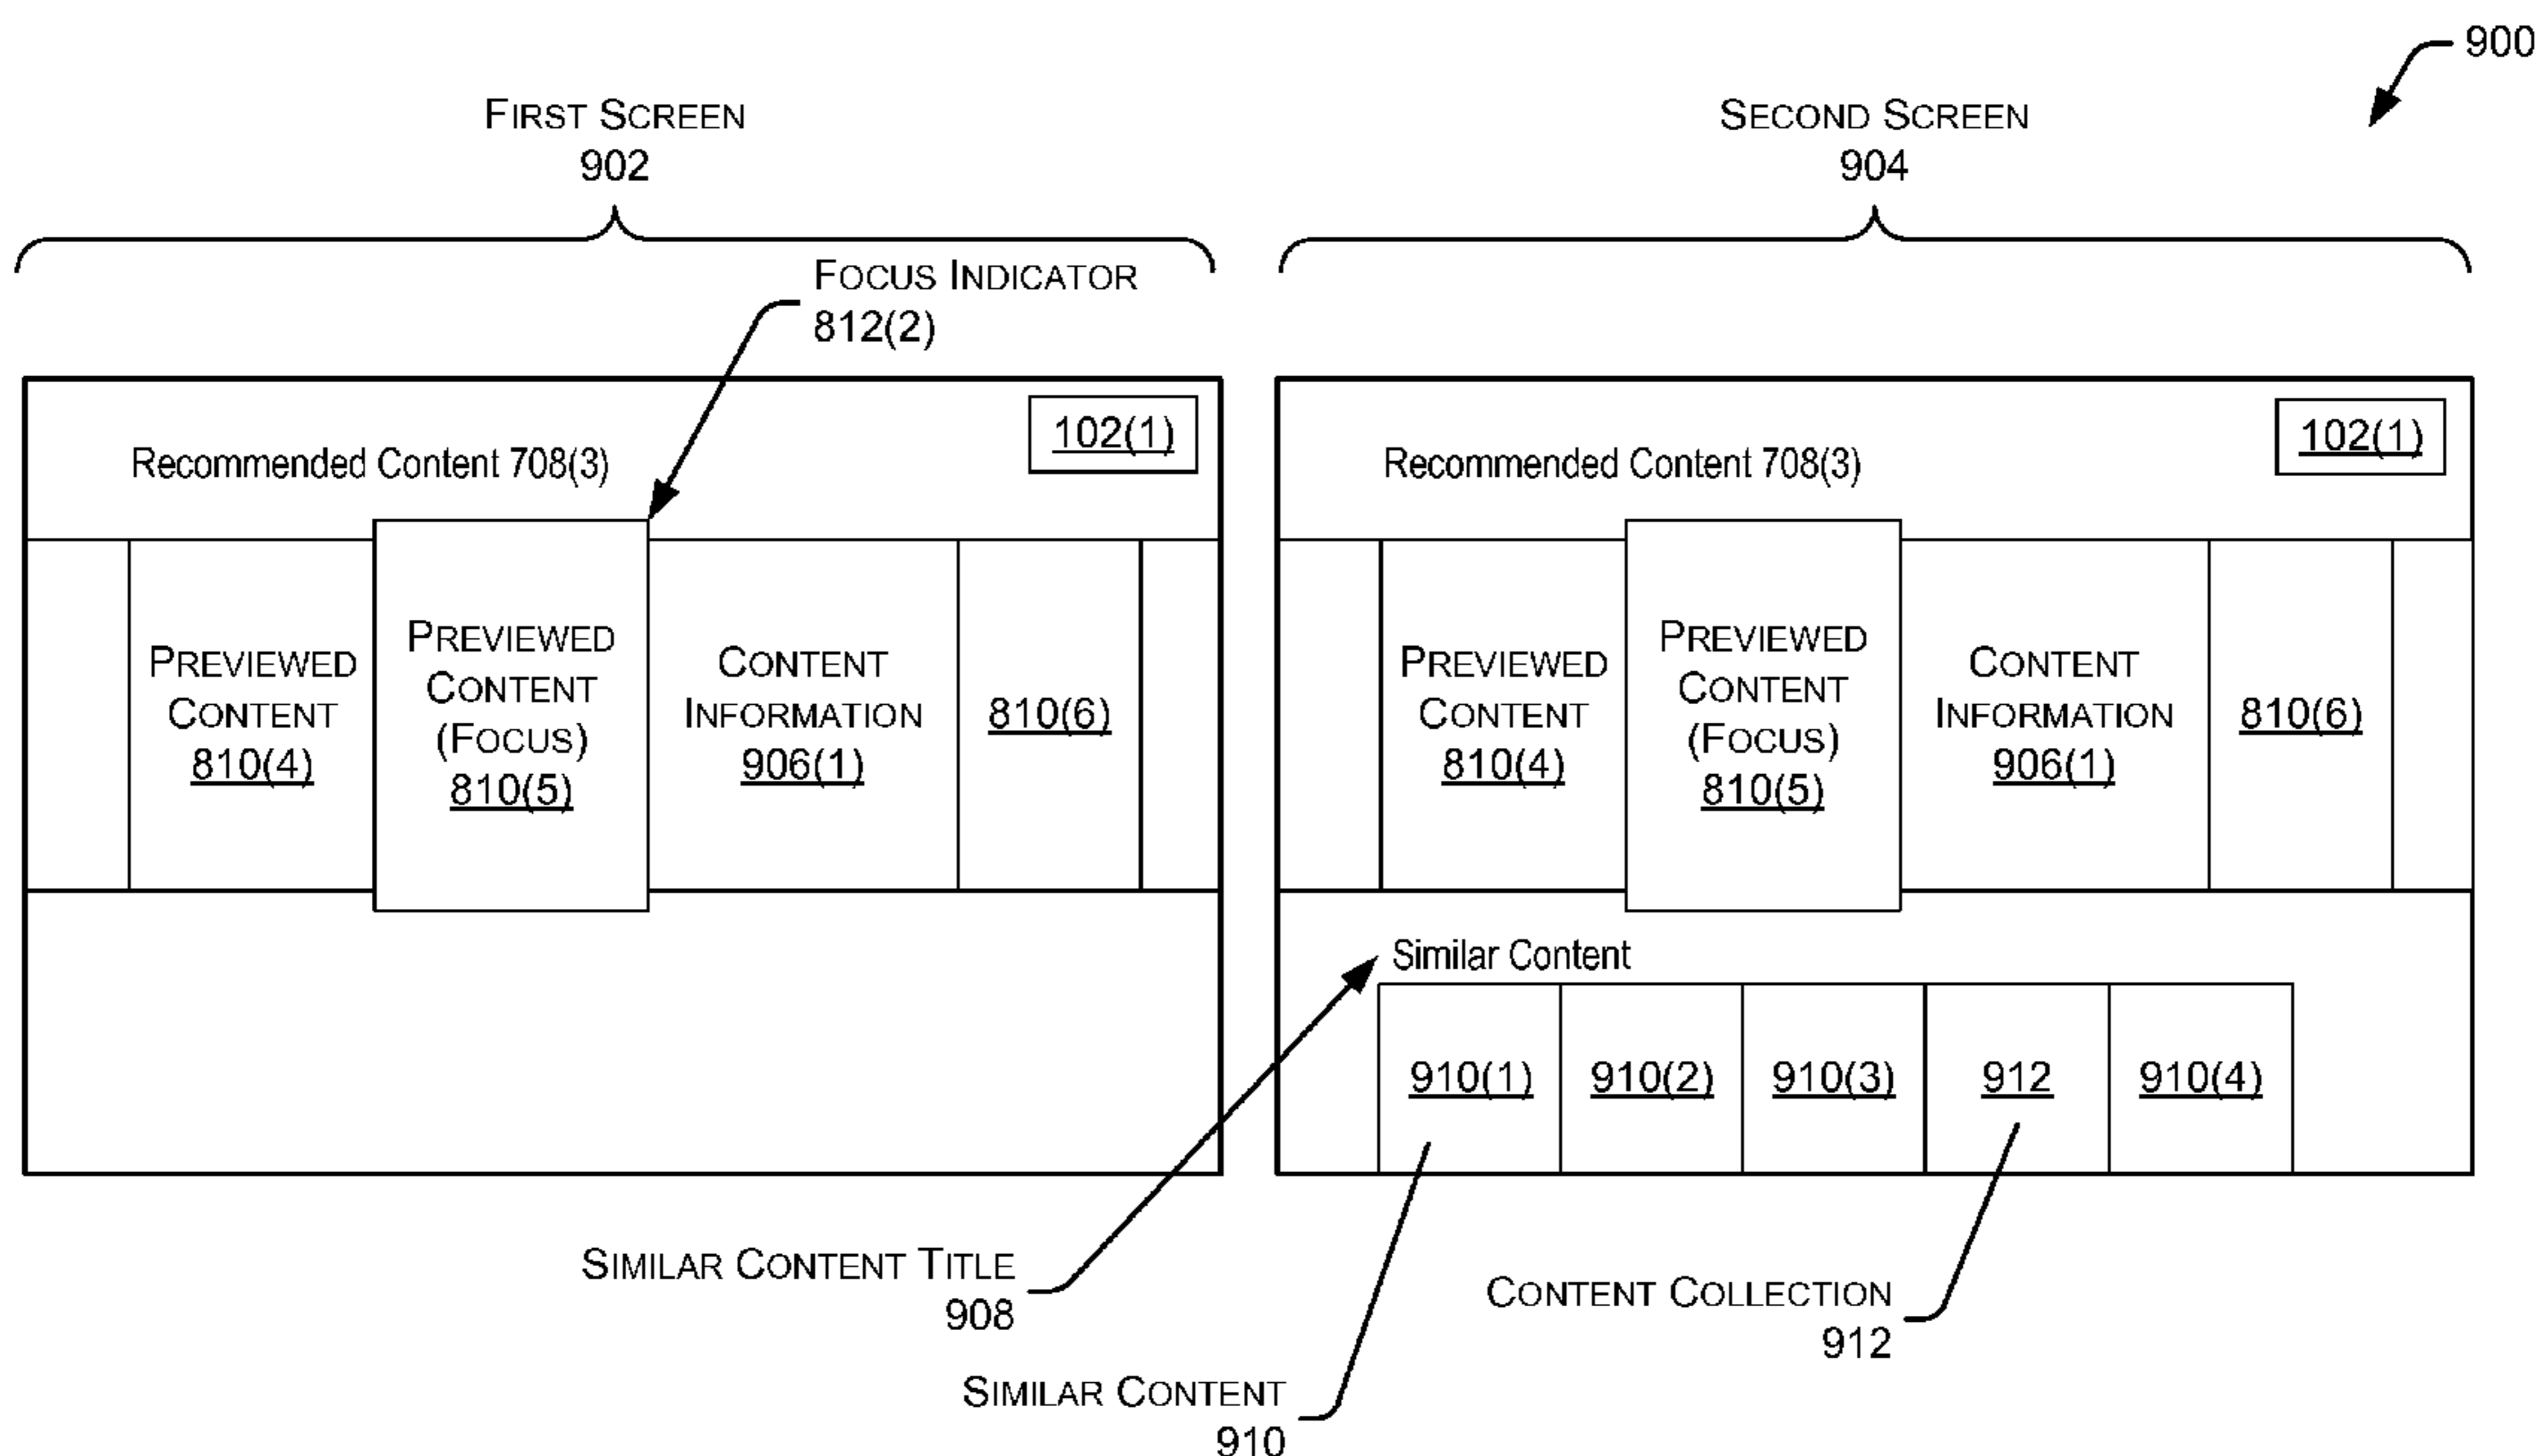 900
FIRST SCREEN
902
SECOND SCREEN
904
FOCUS INDICATOR
812(2)
Recommended Content 708(3)
102(1)
PREVIEWED
CONTENT
810(4)
PREVIEWED
CONTENT
(FOCUS)
810(5)
CONTENT
INFORMATION
906(1)
810(6)
Recommended Content 708(3)
102(1)
PREVIEWED
CONTENT
810(4)
PREVIEWED
CONTENT
(FOCUS)
810(5)
CONTENT
INFORMATION
906(1)
810(6)
Similar Content
910(1)
910(2)
910(3)
912
910(4)
SIMILAR CONTENT TITLE
908
CONTENT COLLECTION
912
SIMILAR CONTENT
910